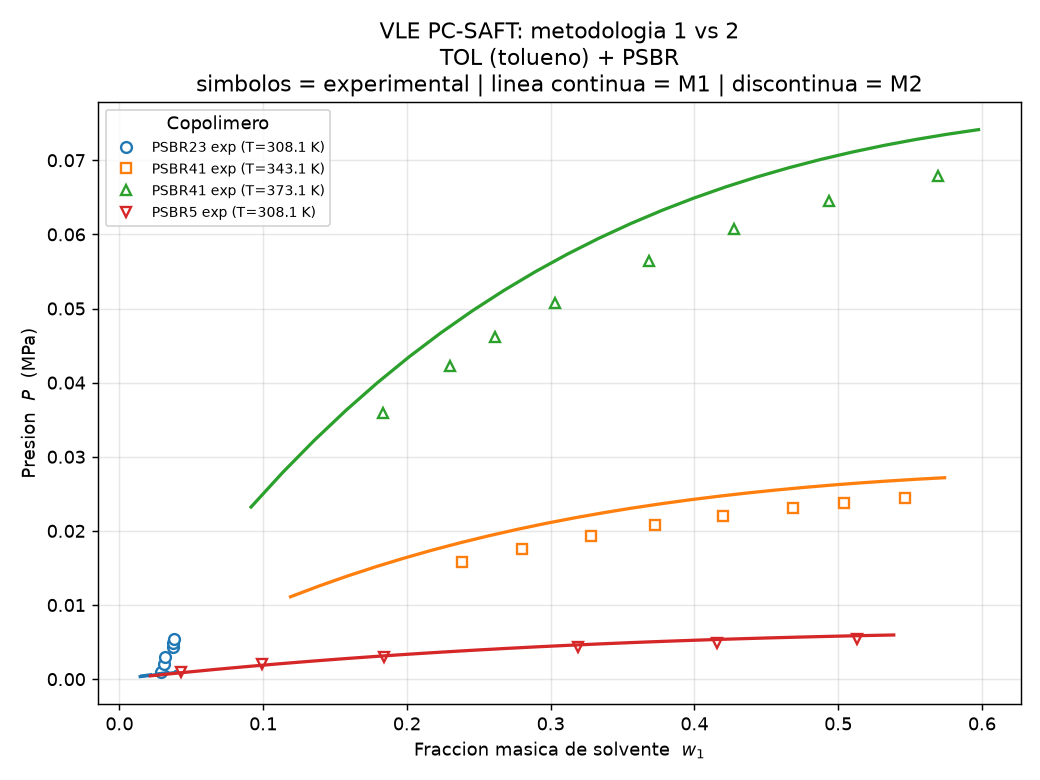 VLE PC-SAFT: metodologia 1 vs 2
TOL (tolueno) + PSBR
simbolos = experimental | linea continua = M1 | discontinua = M2
Copolimero
PSBR23 exp (T=308.1 K)
PSBR41 exp (T=343.1 K)
PSBR41 exp (T=373.1 K)
PSBR5 exp (T=308.1 K)
Presion P (MPa)
0.07
0.06
0.05
0.04
0.03
0.02
0.01
0.00
0.0 0.1 0.2 0.3 0.4 0.5 0.6
Fraccion masica de solvente w₁